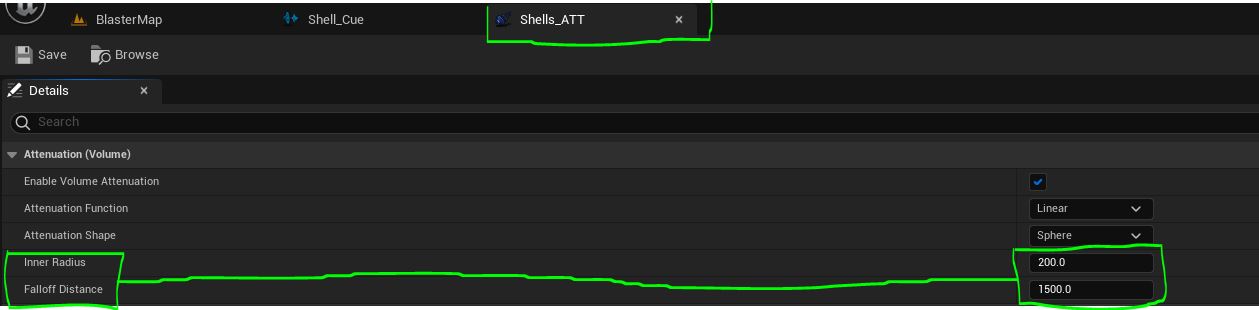 BlasterMap Shell_Cue Shells_ATT
Save Browse
Details
Search
Attenuation (Volume)
Enable Volume Attenuation
Attenuation Function Linear
Attenuation Shape Sphere
Inner Radius 200.0
Falloff Distance 1500.0